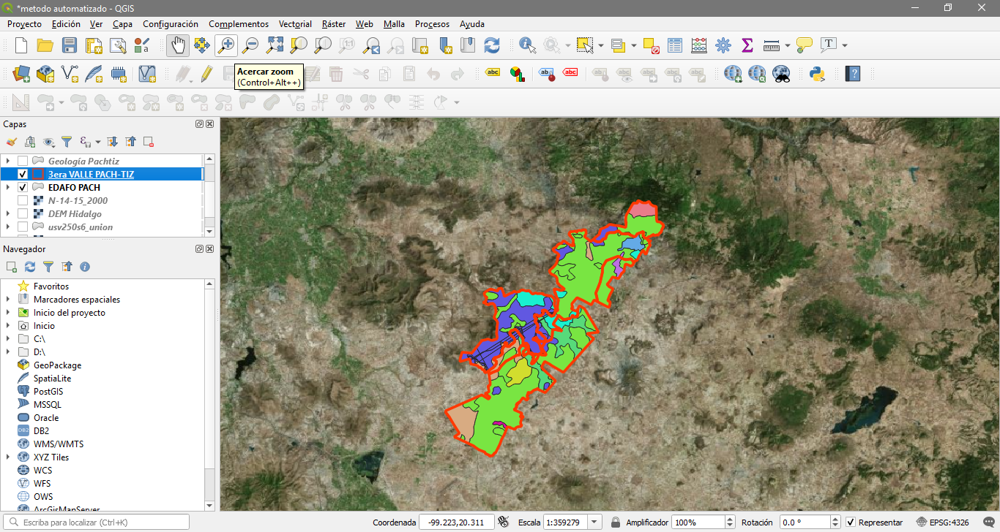 *metodo automatizado - QGIS
Proyecto Edición Ver Capa Configuración Complementos Vectorial Ráster Web Malla Procesos Ayuda
Acercar zoom
(Control+Alt++)
abc abc abc
Capas
Geología Pachtiz
3era VALLE PACH-TIZ
EDAFO PACH
N-14-15_2000
DEM Hidalgo
usv250s6_union
Navegador
Favoritos
Marcadores espaciales
Inicio del proyecto
Inicio
C:\
D:\
GeoPackage
SpatiaLite
PostGIS
MSSQL
Oracle
DB2 DB2
WMS/WMTS
XYZ Tiles
WCS
WFS
OWS
ArcGisMapServer
Escriba para localizar (Ctrl+K) Coordenada -99.223,20.311 Escala 1:359279 Amplificador 100% Rotación 0.0 ° Representar EPSG:4326